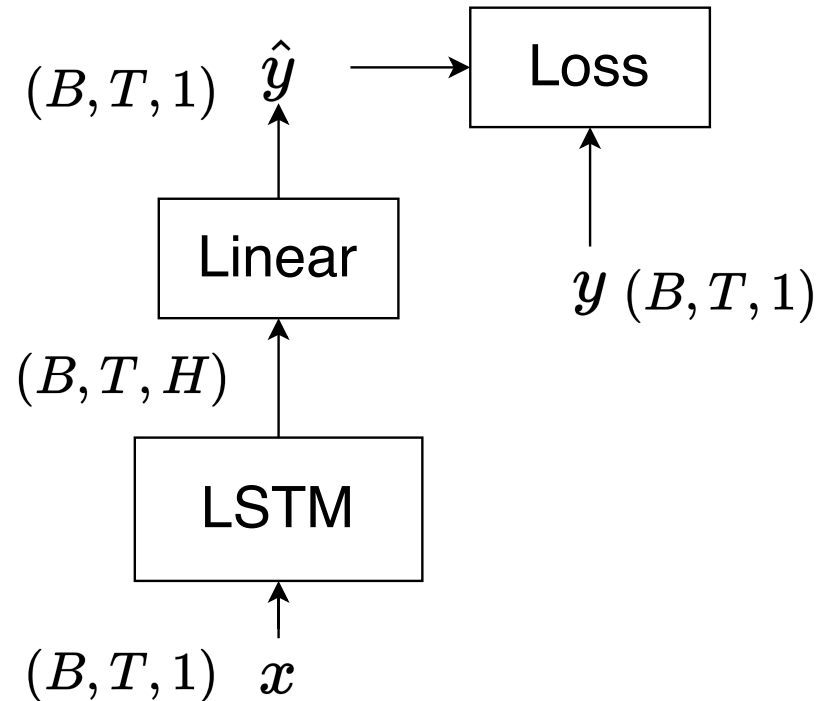 (B, T, 1) ŷ
Loss
Linear
y (B, T, 1)
(B, T, H)
LSTM
(B, T, 1) x